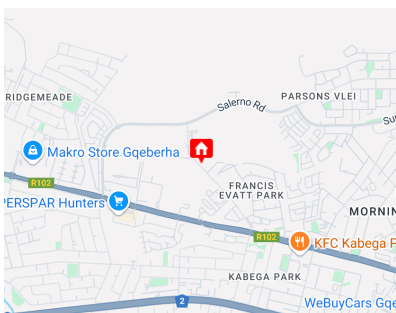 Salerno Rd
PARSONS VLEI
RIDGEMEADE
Su
Makro Store Gqeberha
R102
FRANCIS
EVATT PARK
PERSPAR Hunters
MORNIN
R102
KFC Kabega P
KABEGA PARK
2
WeBuyCars Gqe